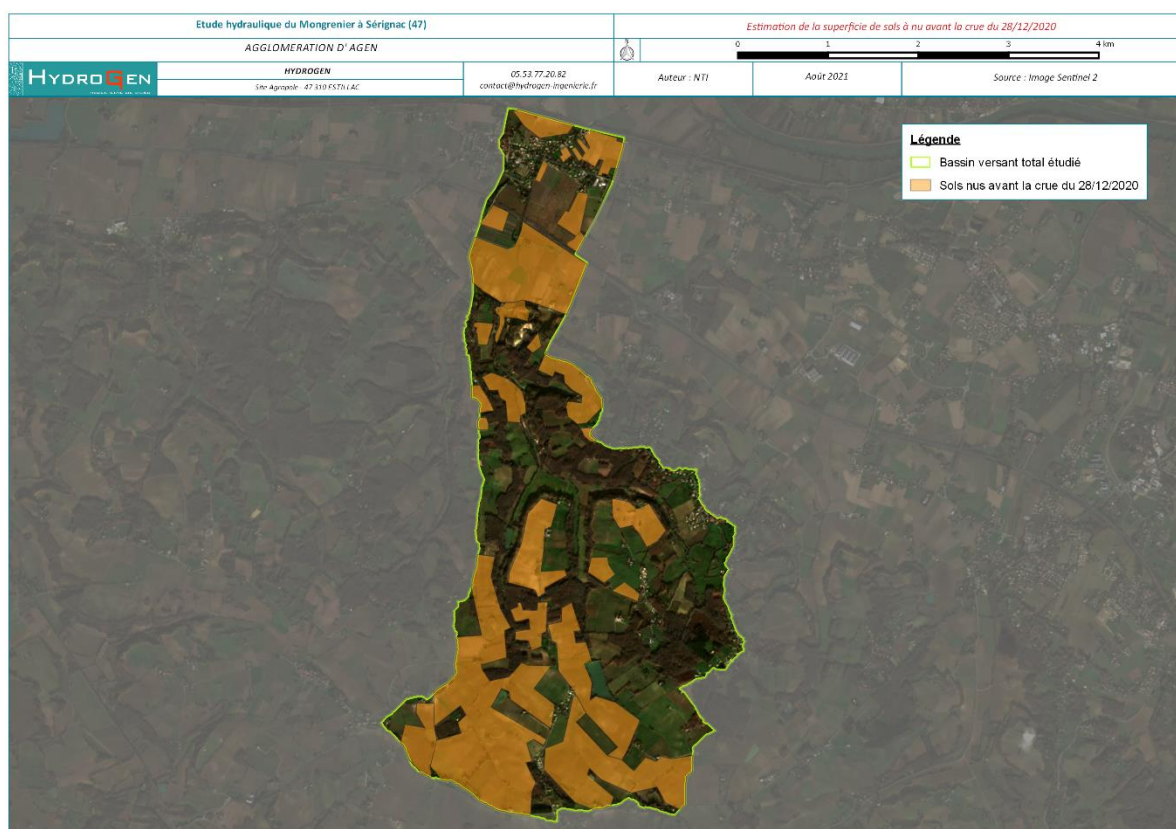 Etude hydraulique du Mongrenier à Sérignac (47)
AGGLOMERATION D' AGEN
HYDROGEN
HYDROGEN
Site Agropole - 47 310 ESTILLAC
05.53.77.20.82
contact@hydrogen-ingenierie.fr
Estimation de la superficie de sols à nu avant la crue du 28/12/2020
0 1 2 3 4 km
Auteur : NTI
Août 2021
Source : Image Sentinel 2
Légende
Bassin versant total étudié
Sols nus avant la crue du 28/12/2020